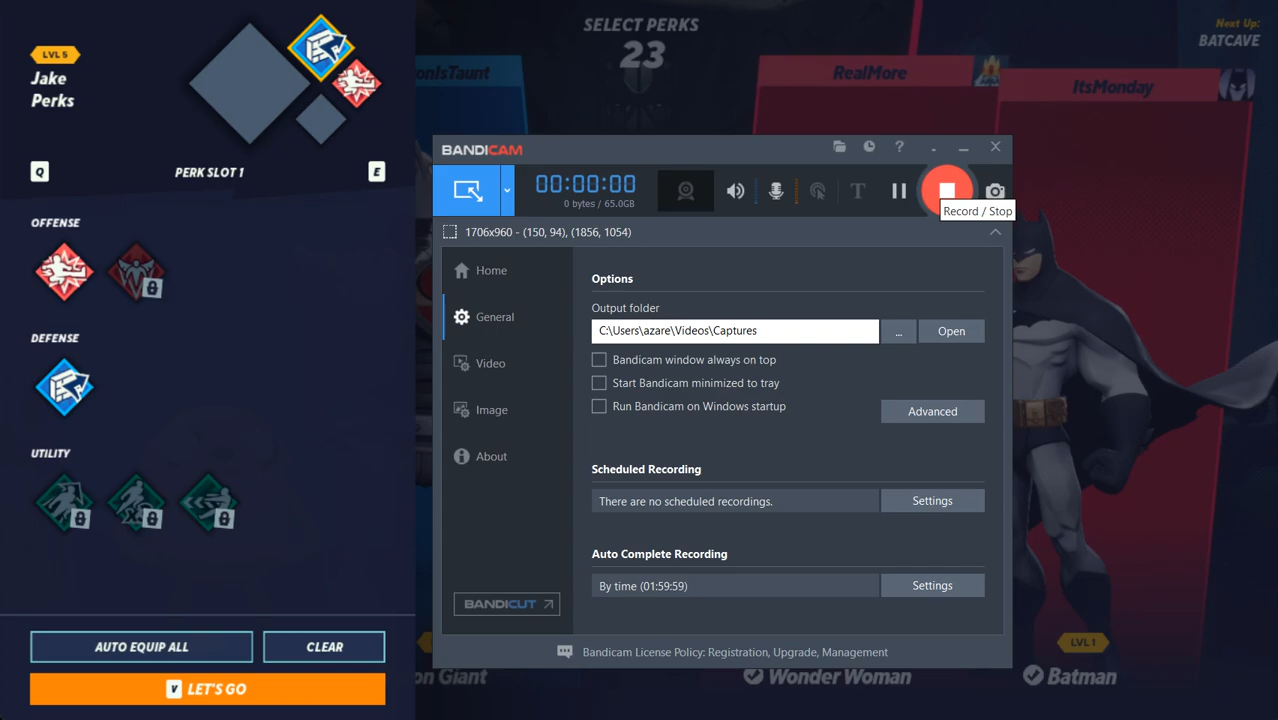 LVL 5
Jake
Perks
Q
PERK SLOT 1
E
OFFENSE
DEFENSE
UTILITY
AUTO EQUIP ALL
CLEAR
V LET'S GO
SELECT PERKS
23
Next Up:
BATCAVE
onIsTaunt
RealMore
ItsMonday
BANDICAM
?
00:00:00
0 bytes / 65.0GB
T
Record / Stop
1706x960 - (150, 94), (1856, 1054)
Home
General
Video
Image
About
BANDICUT
Options
Output folder
C:\Users\azare\Videos\Captures
...
Open
Bandicam window always on top
Start Bandicam minimized to tray
Run Bandicam on Windows startup
Advanced
Scheduled Recording
There are no scheduled recordings.
Settings
Auto Complete Recording
By time (01:59:59)
Settings
Bandicam License Policy: Registration, Upgrade, Management
on Giant
Wonder Woman
LVL 1
Batman